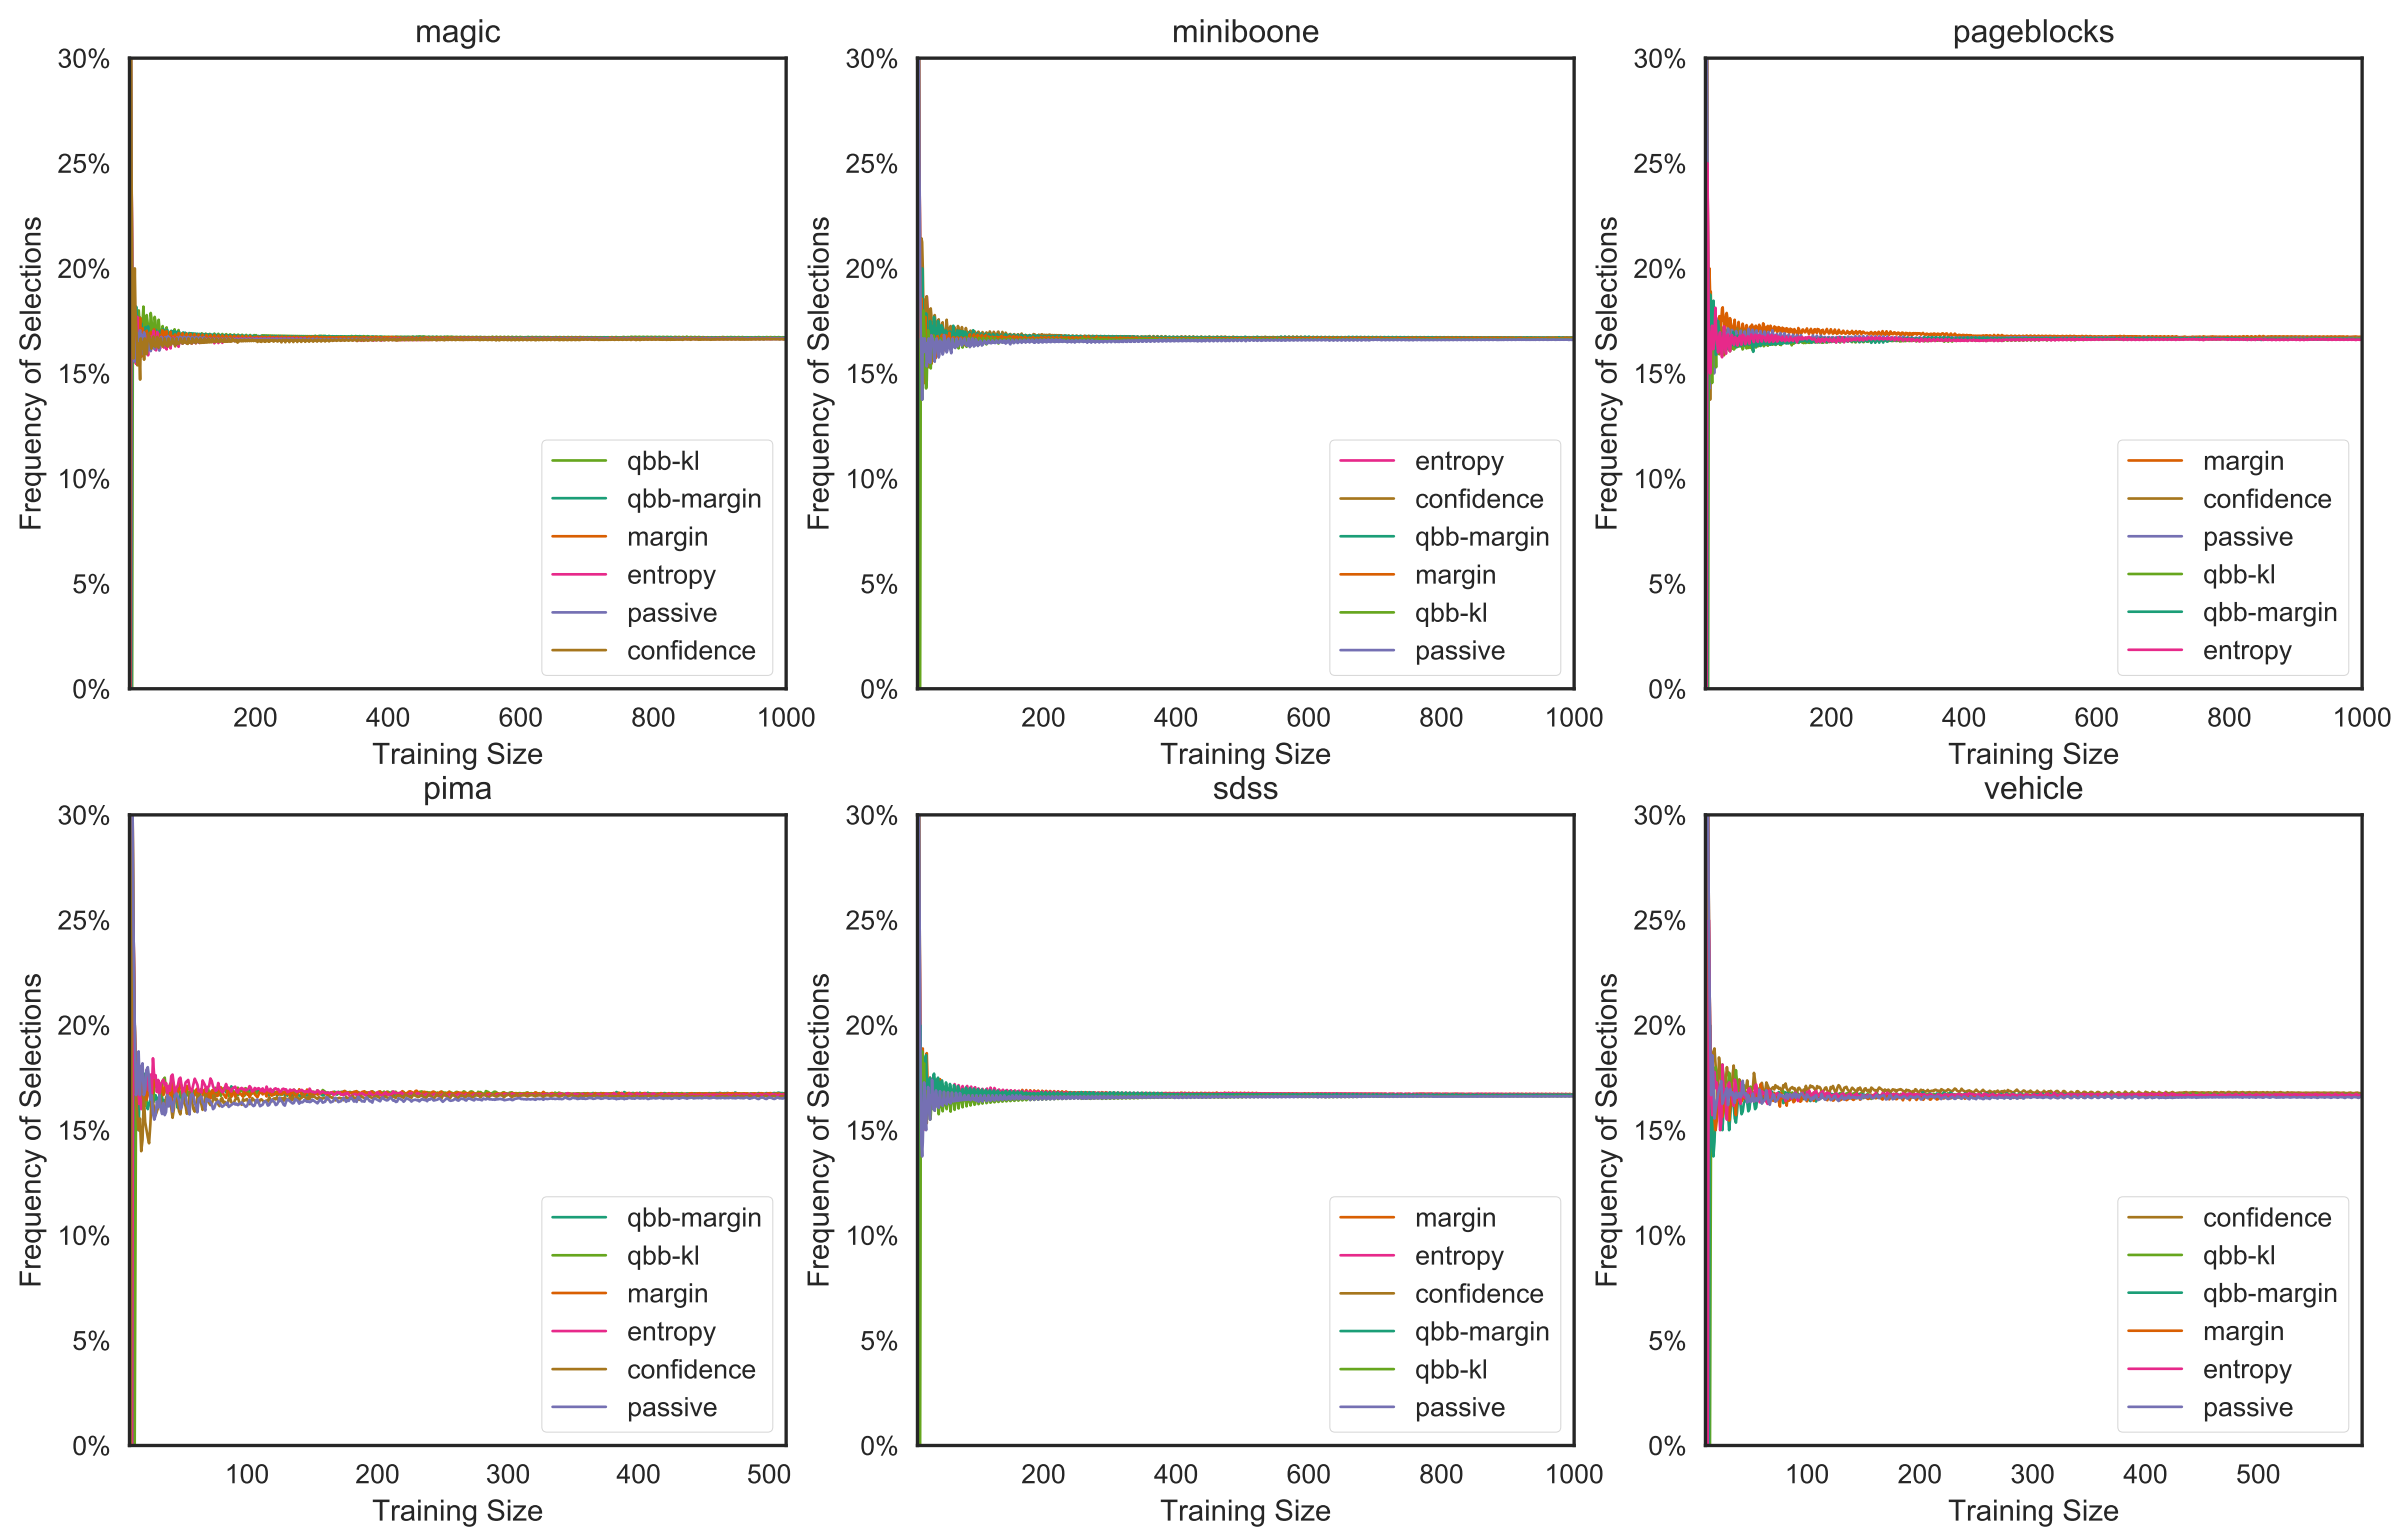 magic
30%
25%
20%
15%
10%
5%
0%
Frequency of Selections
qbb-kl
qbb-margin
margin
entropy
passive
confidence
200 400 600 800 1000
Training Size
miniboone
30%
25%
20%
15%
10%
5%
0%
Frequency of Selections
entropy
confidence
qbb-margin
margin
qbb-kl
passive
200 400 600 800 1000
Training Size
pageblocks
30%
25%
20%
15%
10%
5%
0%
Frequency of Selections
margin
confidence
passive
qbb-kl
qbb-margin
entropy
200 400 600 800 1000
Training Size
pima
30%
25%
20%
15%
10%
5%
0%
Frequency of Selections
qbb-margin
qbb-kl
margin
entropy
confidence
passive
100 200 300 400 500
Training Size
sdss
30%
25%
20%
15%
10%
5%
0%
Frequency of Selections
margin
entropy
confidence
qbb-margin
qbb-kl
passive
200 400 600 800 1000
Training Size
vehicle
30%
25%
20%
15%
10%
5%
0%
Frequency of Selections
confidence
qbb-kl
qbb-margin
margin
entropy
passive
100 200 300 400 500
Training Size